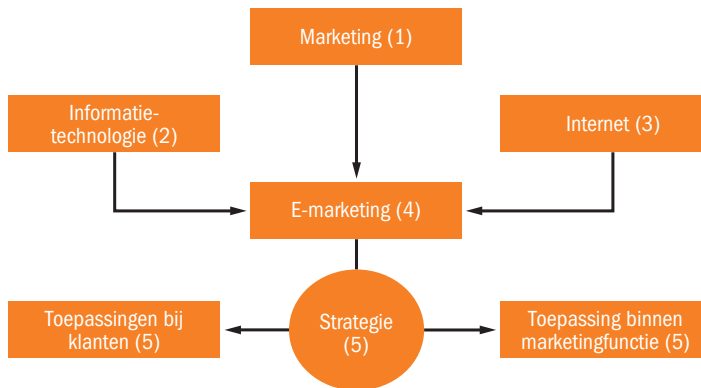 Marketing (1)
Informatie-
technologie (2)
Internet (3)
E-marketing (4)
Toepassingen bij
klanten (5)
Strategie
(5)
Toepassing binnen
marketingfunctie (5)